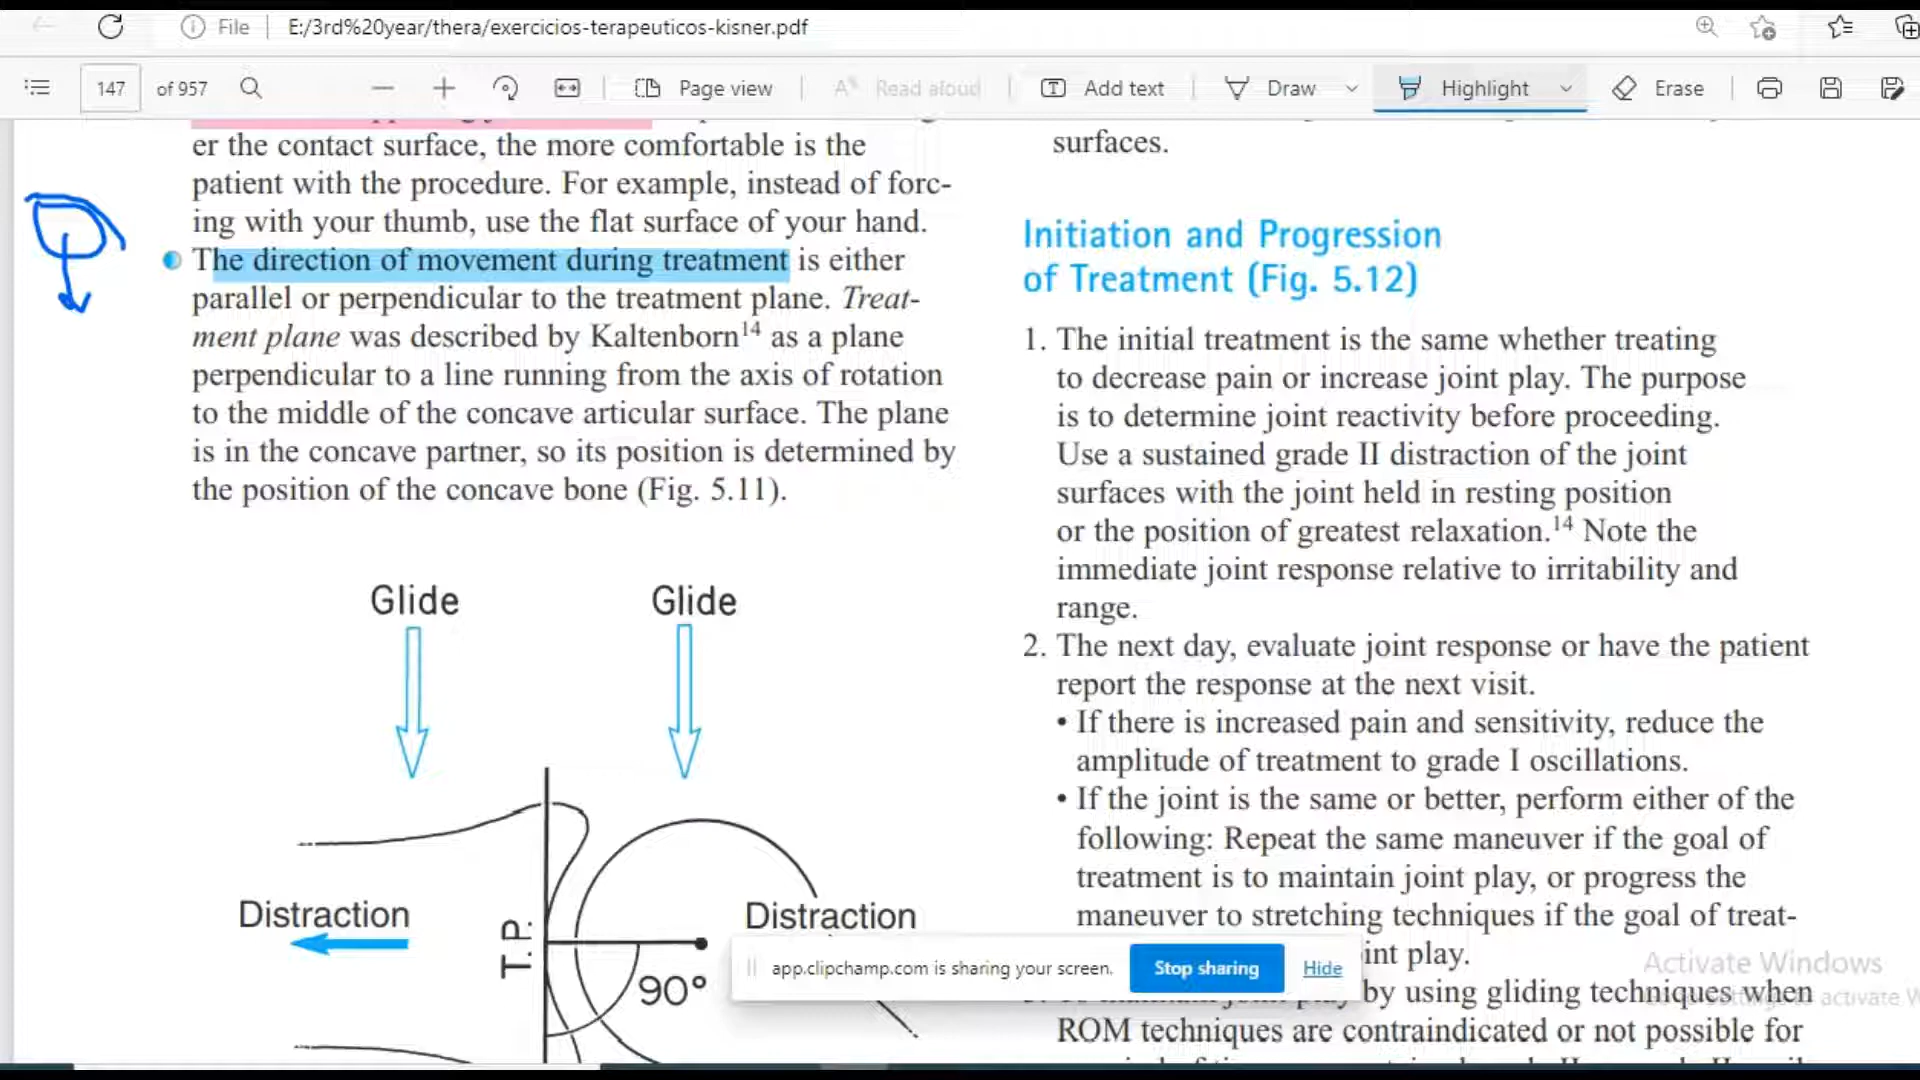 File
E:/3rd%20year/thera/exercicios-terapeuticos-kisner.pdf
147 of 957
Page view
Read aloud
Add text
Draw
Highlight
Erase
er the contact surface, the more comfortable is the
patient with the procedure. For example, instead of forc-
ing with your thumb, use the flat surface of your hand.
The direction of movement during treatment is either
parallel or perpendicular to the treatment plane. Treat-
ment plane was described by Kaltenborn14 as a plane
perpendicular to a line running from the axis of rotation
to the middle of the concave articular surface. The plane
is in the concave partner, so its position is determined by
the position of the concave bone (Fig. 5.11).
Glide
Glide
Distraction
T.P.
90°
Distraction
surfaces.
Initiation and Progression
of Treatment (Fig. 5.12)
1. The initial treatment is the same whether treating
to decrease pain or increase joint play. The purpose
is to determine joint reactivity before proceeding.
Use a sustained grade II distraction of the joint
surfaces with the joint held in resting position
or the position of greatest relaxation.14 Note the
immediate joint response relative to irritability and
range.
2. The next day, evaluate joint response or have the patient
report the response at the next visit.
• If there is increased pain and sensitivity, reduce the
amplitude of treatment to grade I oscillations.
• If the joint is the same or better, perform either of the
following: Repeat the same maneuver if the goal of
treatment is to maintain joint play, or progress the
maneuver to stretching techniques if the goal of treat-
int play.
by using gliding techniques when
ROM techniques are contraindicated or not possible for
app.clipchamp.com is sharing your screen.
Stop sharing
Hide
Activate Windows
activate